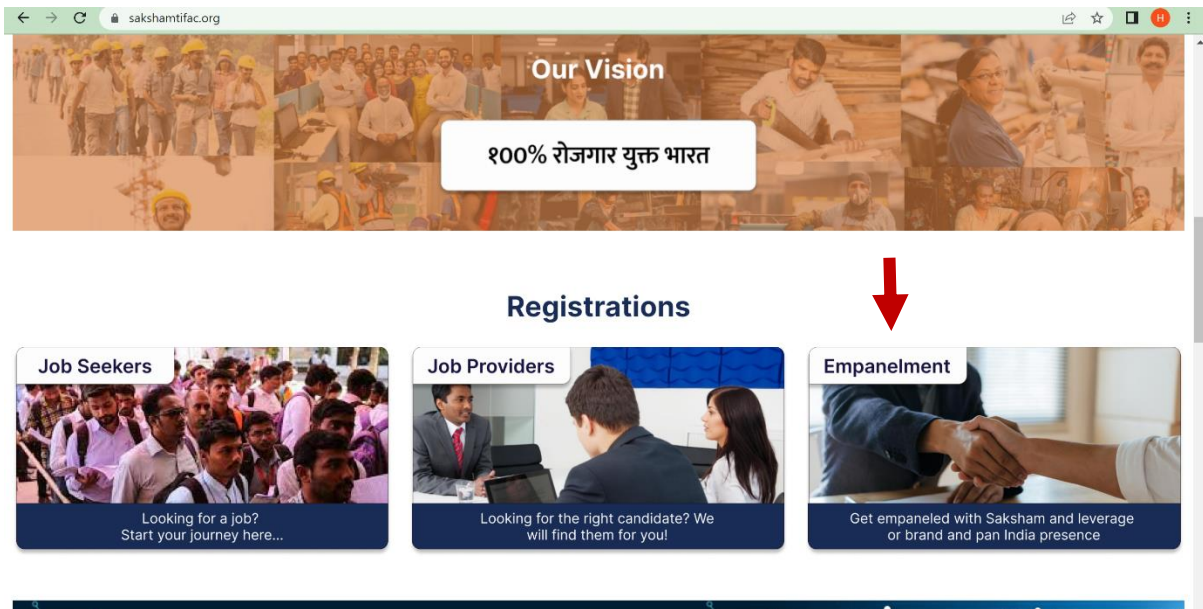 sakshamtifac.org
H
Our Vision
१००% रोजगार युक्त भारत
Registrations
Job Seekers
Looking for a job?
Start your journey here...
Job Providers
Looking for the right candidate? We
will find them for you!
Empanelment
Get empaneled with Saksham and leverage
or brand and pan India presence